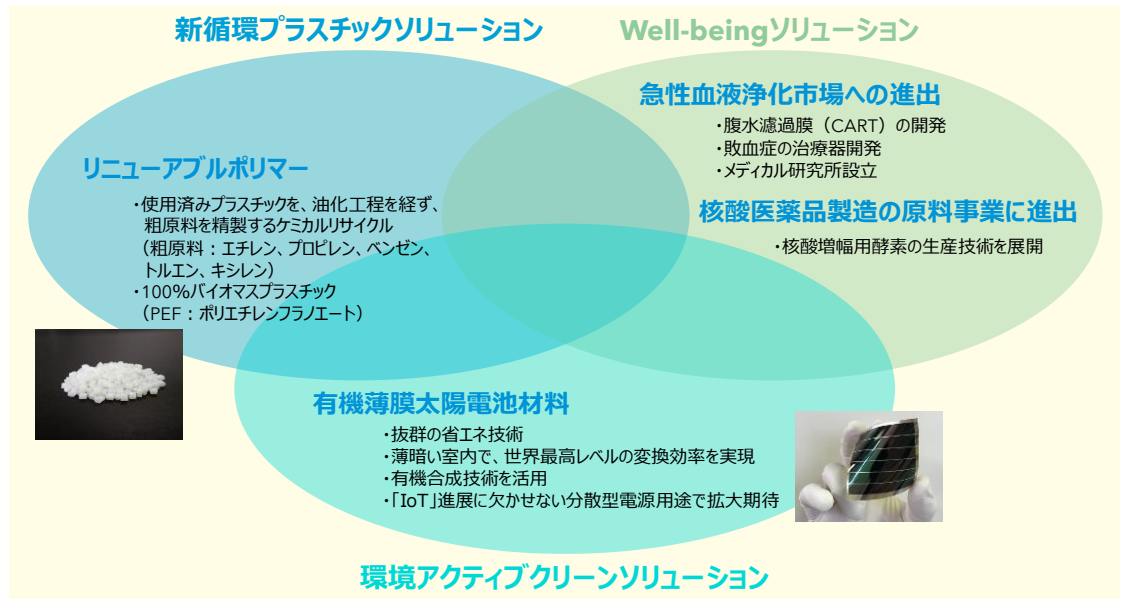 新循環プラスチックソリューション
Well-beingソリューション
急性血液浄化市場への進出
・腹水濾過膜（CART）の開発
・敗血症の治療器開発
・メディカル研究所設立
リニューアブルポリマー
・使用済みプラスチックを、油化工程を経ず、
粗原料を精製するケミカルリサイクル
（粗原料：エチレン、プロピレン、ベンゼン、
トルエン、キシレン）
・100％バイオマスプラスチック
（PEF：ポリエチレンフラノエート）
核酸医薬品製造の原料事業に進出
・核酸増幅用酵素の生産技術を展開
有機薄膜太陽電池材料
・抜群の省エネ技術
・薄暗い室内で、世界最高レベルの変換効率を実現
・有機合成技術を活用
・「IoT」進展に欠かせない分散型電源用途で拡大期待
環境アクティブクリーンソリューション